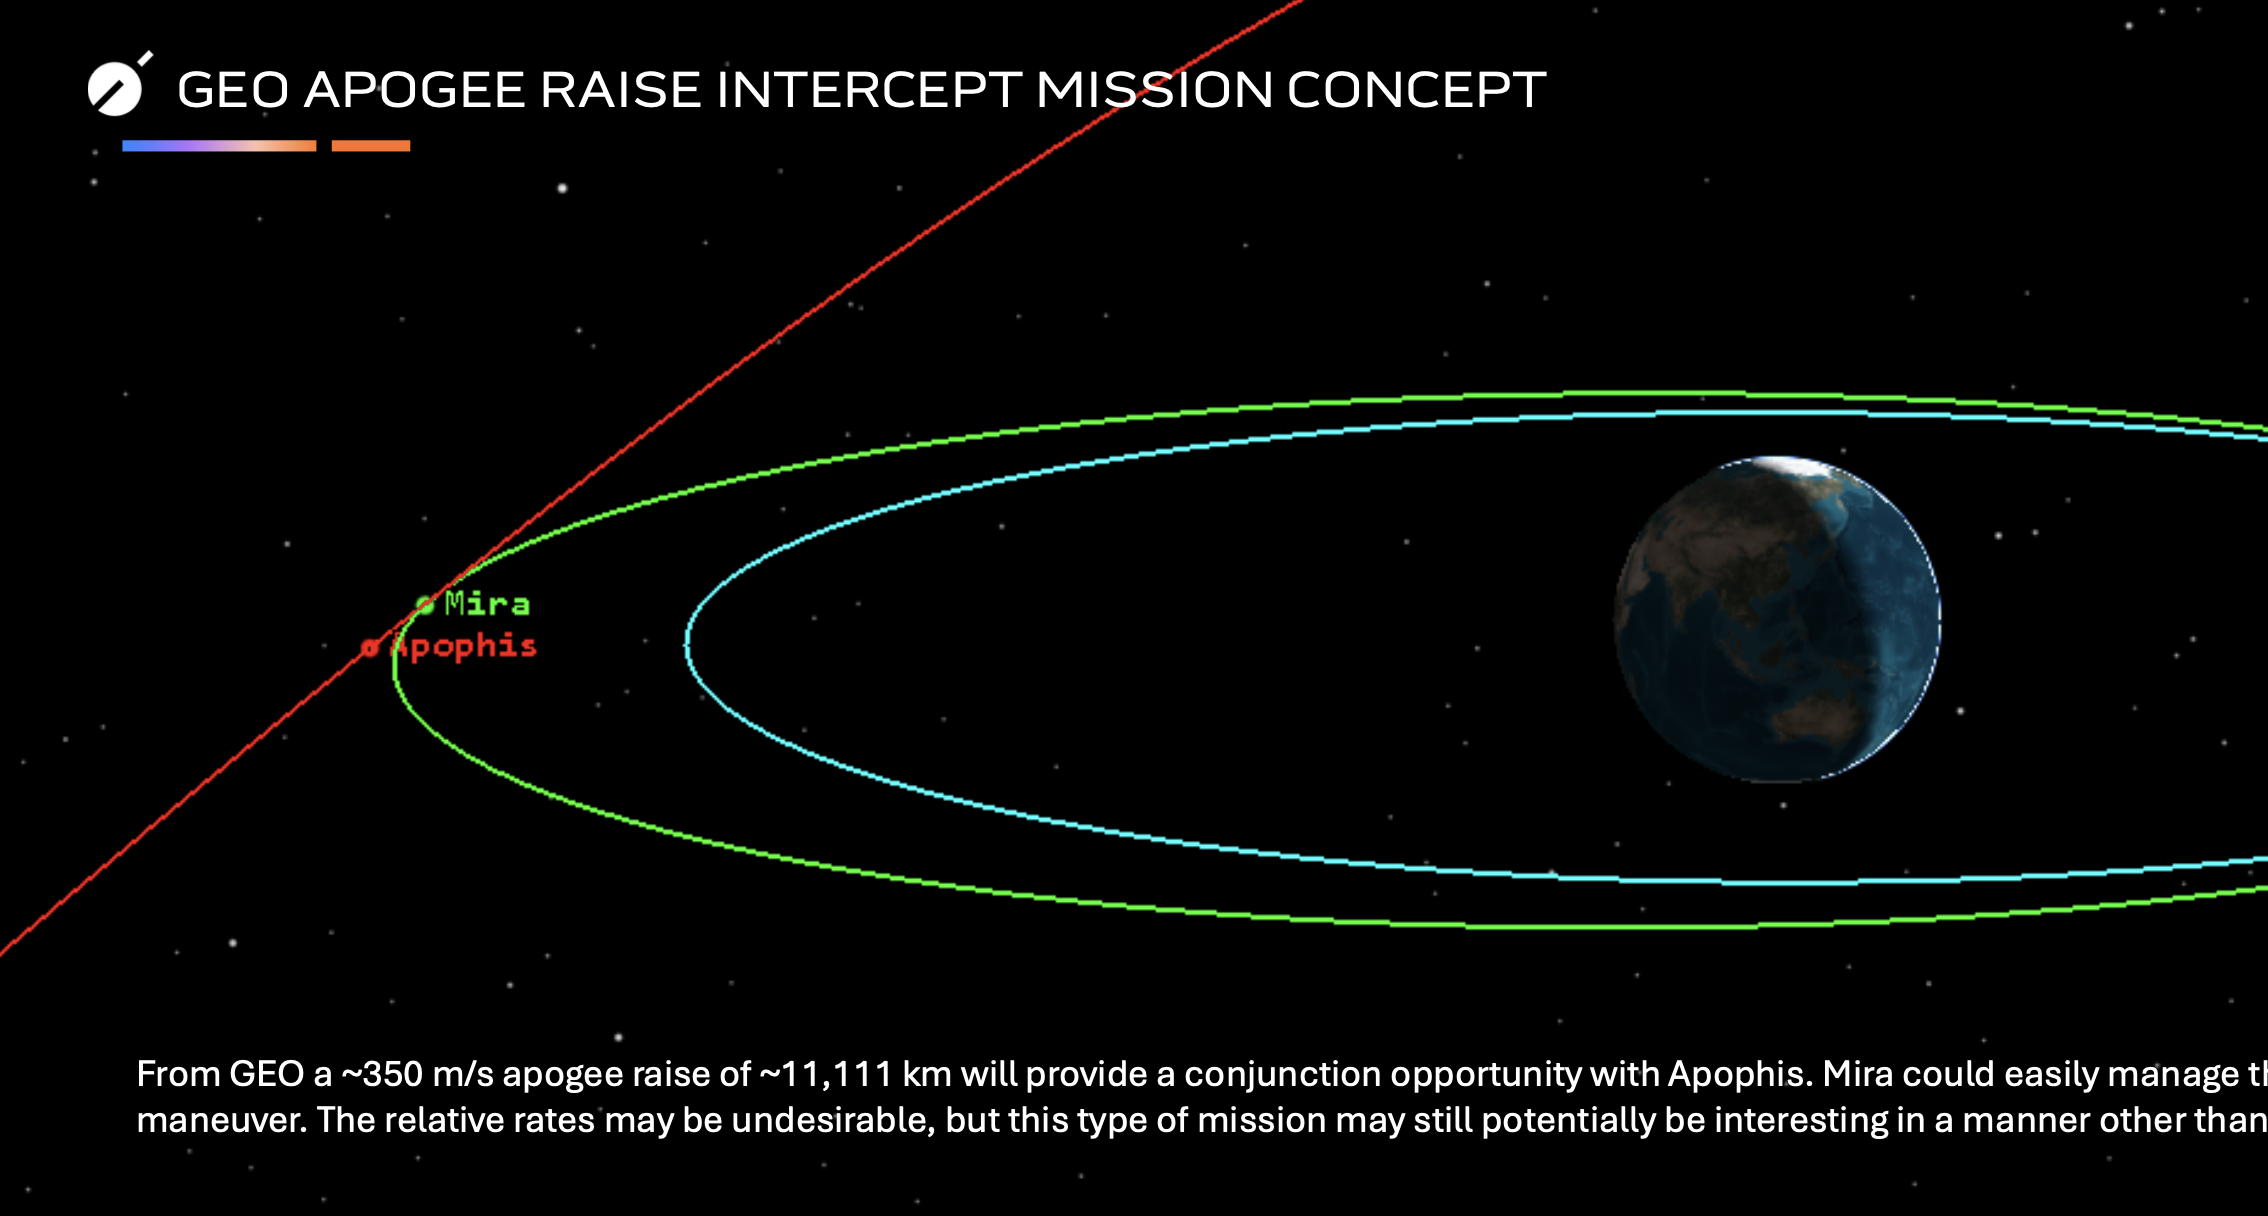 GEO APOGEE RAISE INTERCEPT MISSION CONCEPT
Mira
Apophis
From GEO a ~350 m/s apogee raise of ~11,111 km will provide a conjunction opportunity with Apophis. Mira could easily manage
maneuver. The relative rates may be undesirable, but this type of mission may still potentially be interesting in a manner other than